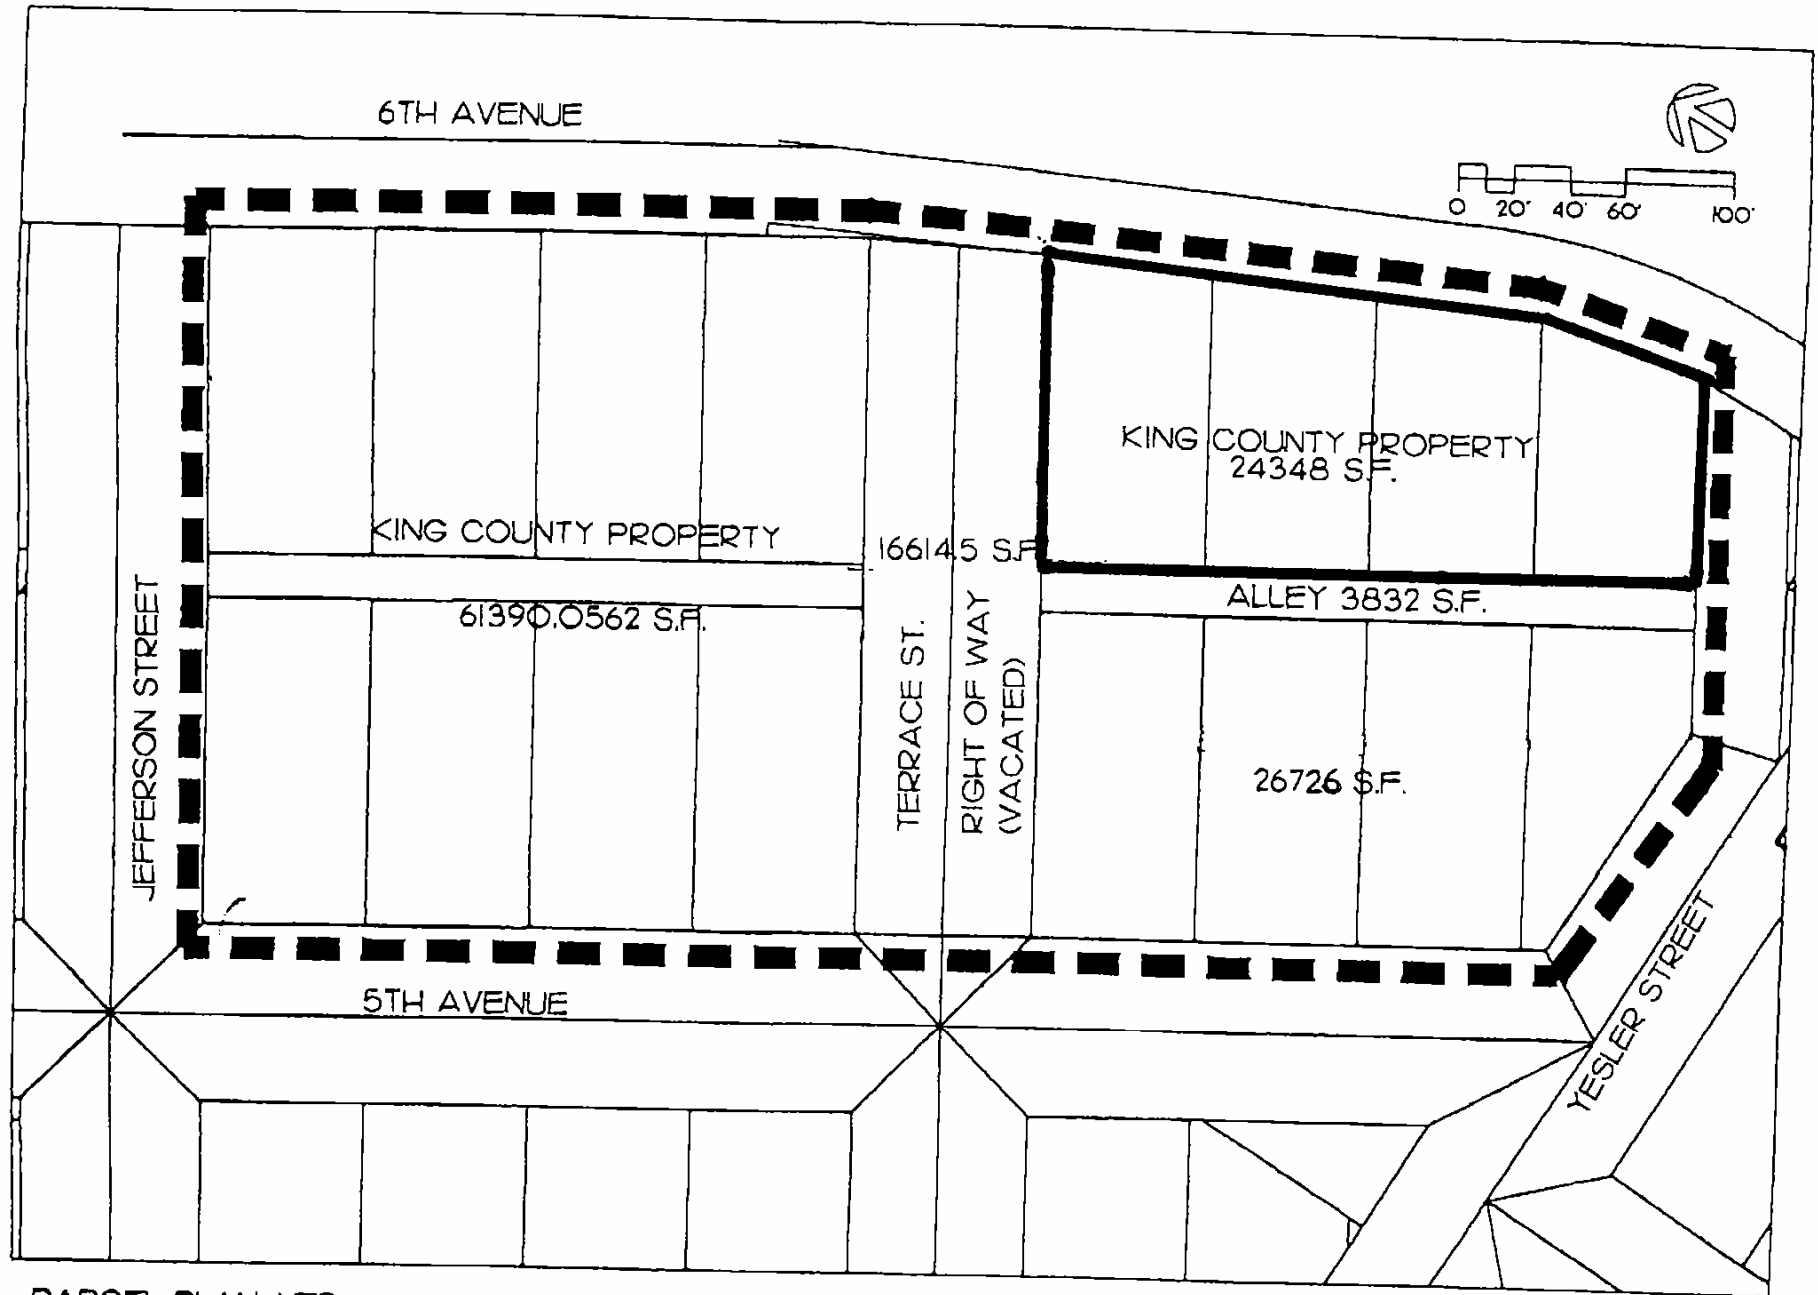 6TH AVENUE
0 20' 40' 60' 100'
KING COUNTY PROPERTY
24348 S.F.
KING COUNTY PROPERTY
61390.0562 S.F.
16614.5 S.F.
ALLEY 3832 S.F.
JEFFERSON STREET
TERRACE ST.
RIGHT OF WAY
(VACATED)
26726 S.F.
5TH AVENUE
YESLER STREET